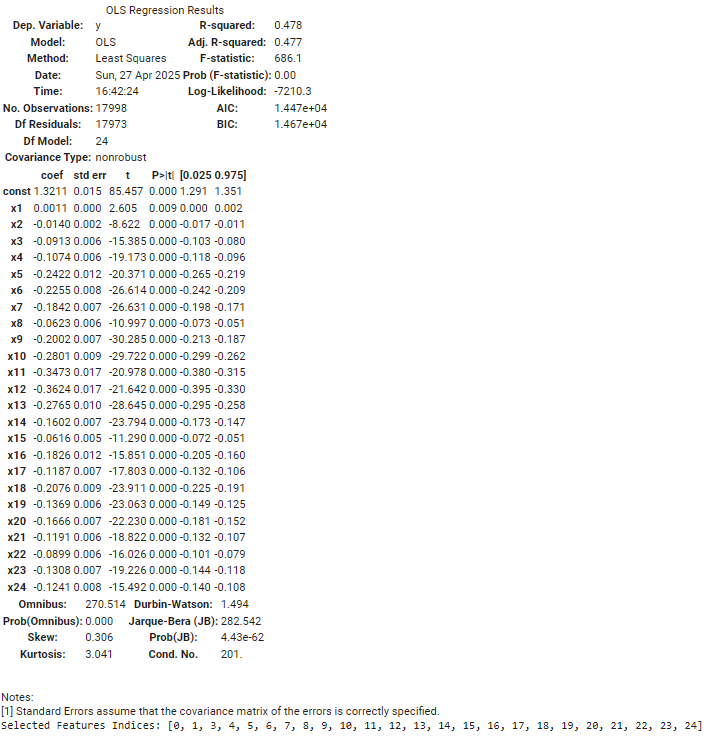 OLS Regression Results
Dep. Variable: y R-squared: 0.478
Model: OLS Adj. R-squared: 0.477
Method: Least Squares F-statistic: 686.1
Date: Sun, 27 Apr 2025 Prob (F-statistic): 0.00
Time: 16:42:24 Log-Likelihood: -7210.3
No. Observations: 17998 AIC: 1.447e+04
Df Residuals: 17973 BIC: 1.467e+04
Df Model: 24
Covariance Type: nonrobust
coef std err t P>|t| [0.025 0.975]
const 1.3211 0.015 85.457 0.000 1.291 1.351
x1 0.0011 0.000 2.605 0.009 0.000 0.002
x2 -0.0140 0.002 -8.622 0.000 -0.017 -0.011
x3 -0.0913 0.006 -15.385 0.000 -0.103 -0.080
x4 -0.1074 0.006 -19.173 0.000 -0.118 -0.096
x5 -0.2422 0.012 -20.371 0.000 -0.265 -0.219
x6 -0.2255 0.008 -26.614 0.000 -0.242 -0.209
x7 -0.1842 0.007 -26.631 0.000 -0.198 -0.171
x8 -0.0623 0.006 -10.997 0.000 -0.073 -0.051
x9 -0.2002 0.007 -30.285 0.000 -0.213 -0.187
x10 -0.2801 0.009 -29.722 0.000 -0.299 -0.262
x11 -0.3473 0.017 -20.978 0.000 -0.380 -0.315
x12 -0.3624 0.017 -21.642 0.000 -0.395 -0.330
x13 -0.2765 0.010 -28.645 0.000 -0.295 -0.258
x14 -0.1602 0.007 -23.794 0.000 -0.173 -0.147
x15 -0.0616 0.005 -11.290 0.000 -0.072 -0.051
x16 -0.1826 0.012 -15.851 0.000 -0.205 -0.160
x17 -0.1187 0.007 -17.803 0.000 -0.132 -0.106
x18 -0.2076 0.009 -23.911 0.000 -0.225 -0.191
x19 -0.1369 0.006 -23.063 0.000 -0.149 -0.125
x20 -0.1666 0.007 -22.230 0.000 -0.181 -0.152
x21 -0.1191 0.006 -18.822 0.000 -0.132 -0.107
x22 -0.0899 0.006 -16.026 0.000 -0.101 -0.079
x23 -0.1308 0.007 -19.226 0.000 -0.144 -0.118
x24 -0.1241 0.008 -15.492 0.000 -0.140 -0.108
Omnibus: 270.514 Durbin-Watson: 1.494
Prob(Omnibus): 0.000 Jarque-Bera (JB): 282.542
Skew: 0.306 Prob(JB): 4.43e-62
Kurtosis: 3.041 Cond. No. 201.
Notes:
[1] Standard Errors assume that the covariance matrix of the errors is correctly specified.
Selected Features Indices: [0, 1, 3, 4, 5, 6, 7, 8, 9, 10, 11, 12, 13, 14, 15, 16, 17, 18, 19, 20, 21, 22, 23, 24]